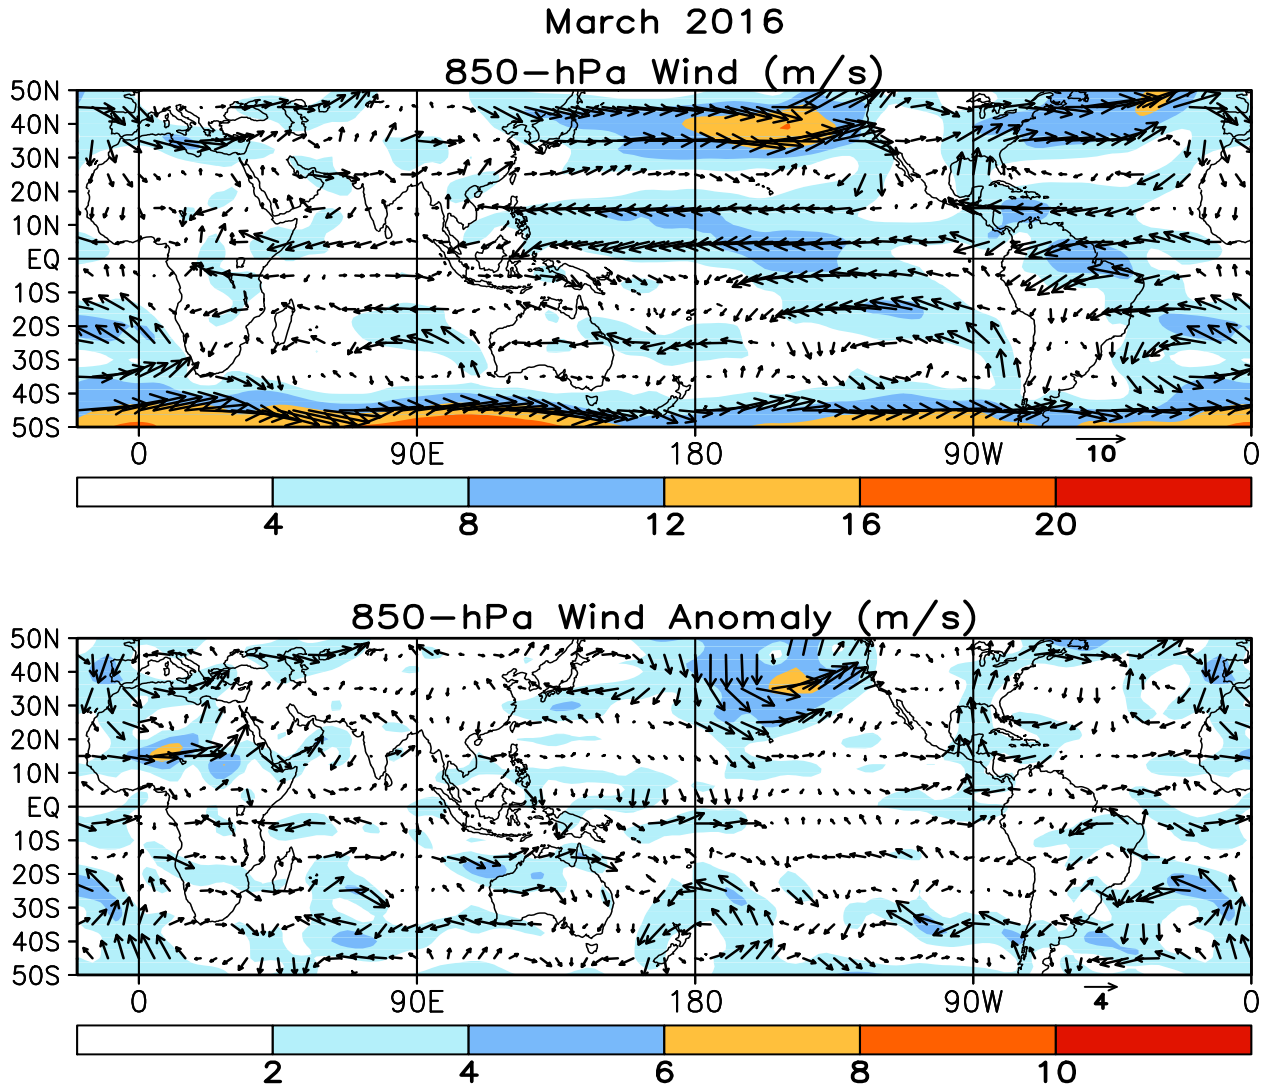 March 2016
850-hPa Wind (m/s)
50N
40N
30N
20N
10N
EQ
10S
20S
30S
40S
50S
0 90E 180 90W 0
10
4 8 12 16 20
850-hPa Wind Anomaly (m/s)
50N
40N
30N
20N
10N
EQ
10S
20S
30S
40S
50S
0 90E 180 90W 0
4
2 4 6 8 10